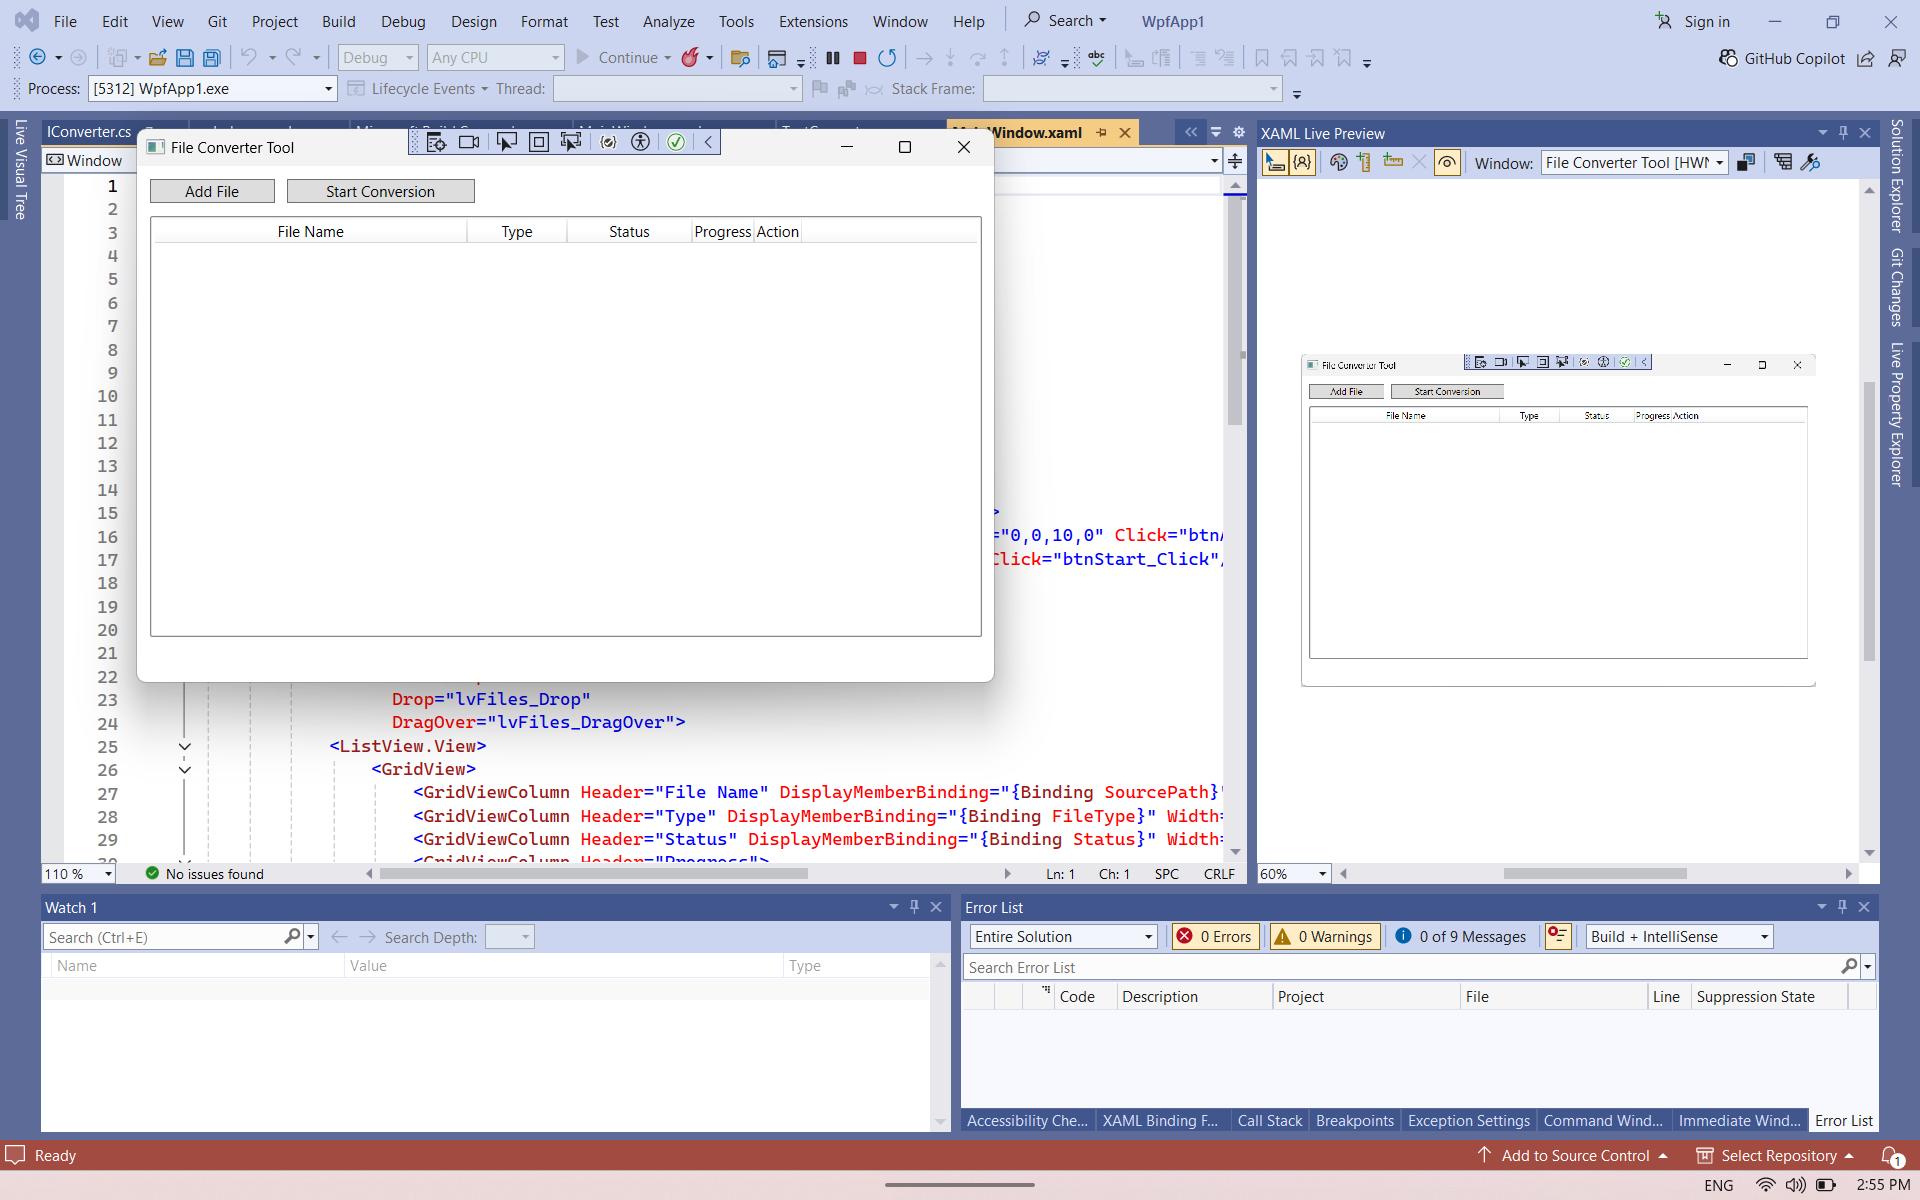 File Edit View Git Project Build Debug Design Format Test Analyze Tools Extensions Window Help Search WpfApp1 Sign in
Debug Any CPU Continue GitHub Copilot
Process: [5312] WpfApp1.exe Lifecycle Events Thread: Stack Frame:
Live Visual Tree
IConverter.cs
MainWindow.xaml
Window
File Converter Tool
Add File Start Conversion
File Name Type Status Progress Action
1
2
3
4
5
6
7
8
9
10
11
12
13
14
15 >
16 ="0,0,10,0" Click="btn
17 Click="btnStart_Click"
18
19
20
21
22
23 Drop="lvFiles_Drop"
24 DragOver="lvFiles_DragOver">
25 <ListView.View>
26 <GridView>
27 <GridViewColumn Header="File Name" DisplayMemberBinding="{Binding SourcePath}"
28 <GridViewColumn Header="Type" DisplayMemberBinding="{Binding FileType}" Width=
29 <GridViewColumn Header="Status" DisplayMemberBinding="{Binding Status}" Width=
30 <GridViewColumn Header="Progress">
110 % No issues found Ln: 1 Ch: 1 SPC CRLF
XAML Live Preview
Window: File Converter Tool [HWN
File Converter Tool
Add File Start Conversion
File Name Type Status Progress Action
60%
Solution Explorer
Git Changes
Live Property Explorer
Watch 1
Search (Ctrl+E) Search Depth:
Name Value Type
Error List
Entire Solution 0 Errors 0 Warnings 0 of 9 Messages Build + IntelliSense
Search Error List
Code Description Project File Line Suppression State
Accessibility Che... XAML Binding F... Call Stack Breakpoints Exception Settings Command Wind... Immediate Wind... Error List
Ready Add to Source Control Select Repository 1
ENG 2:55 PM